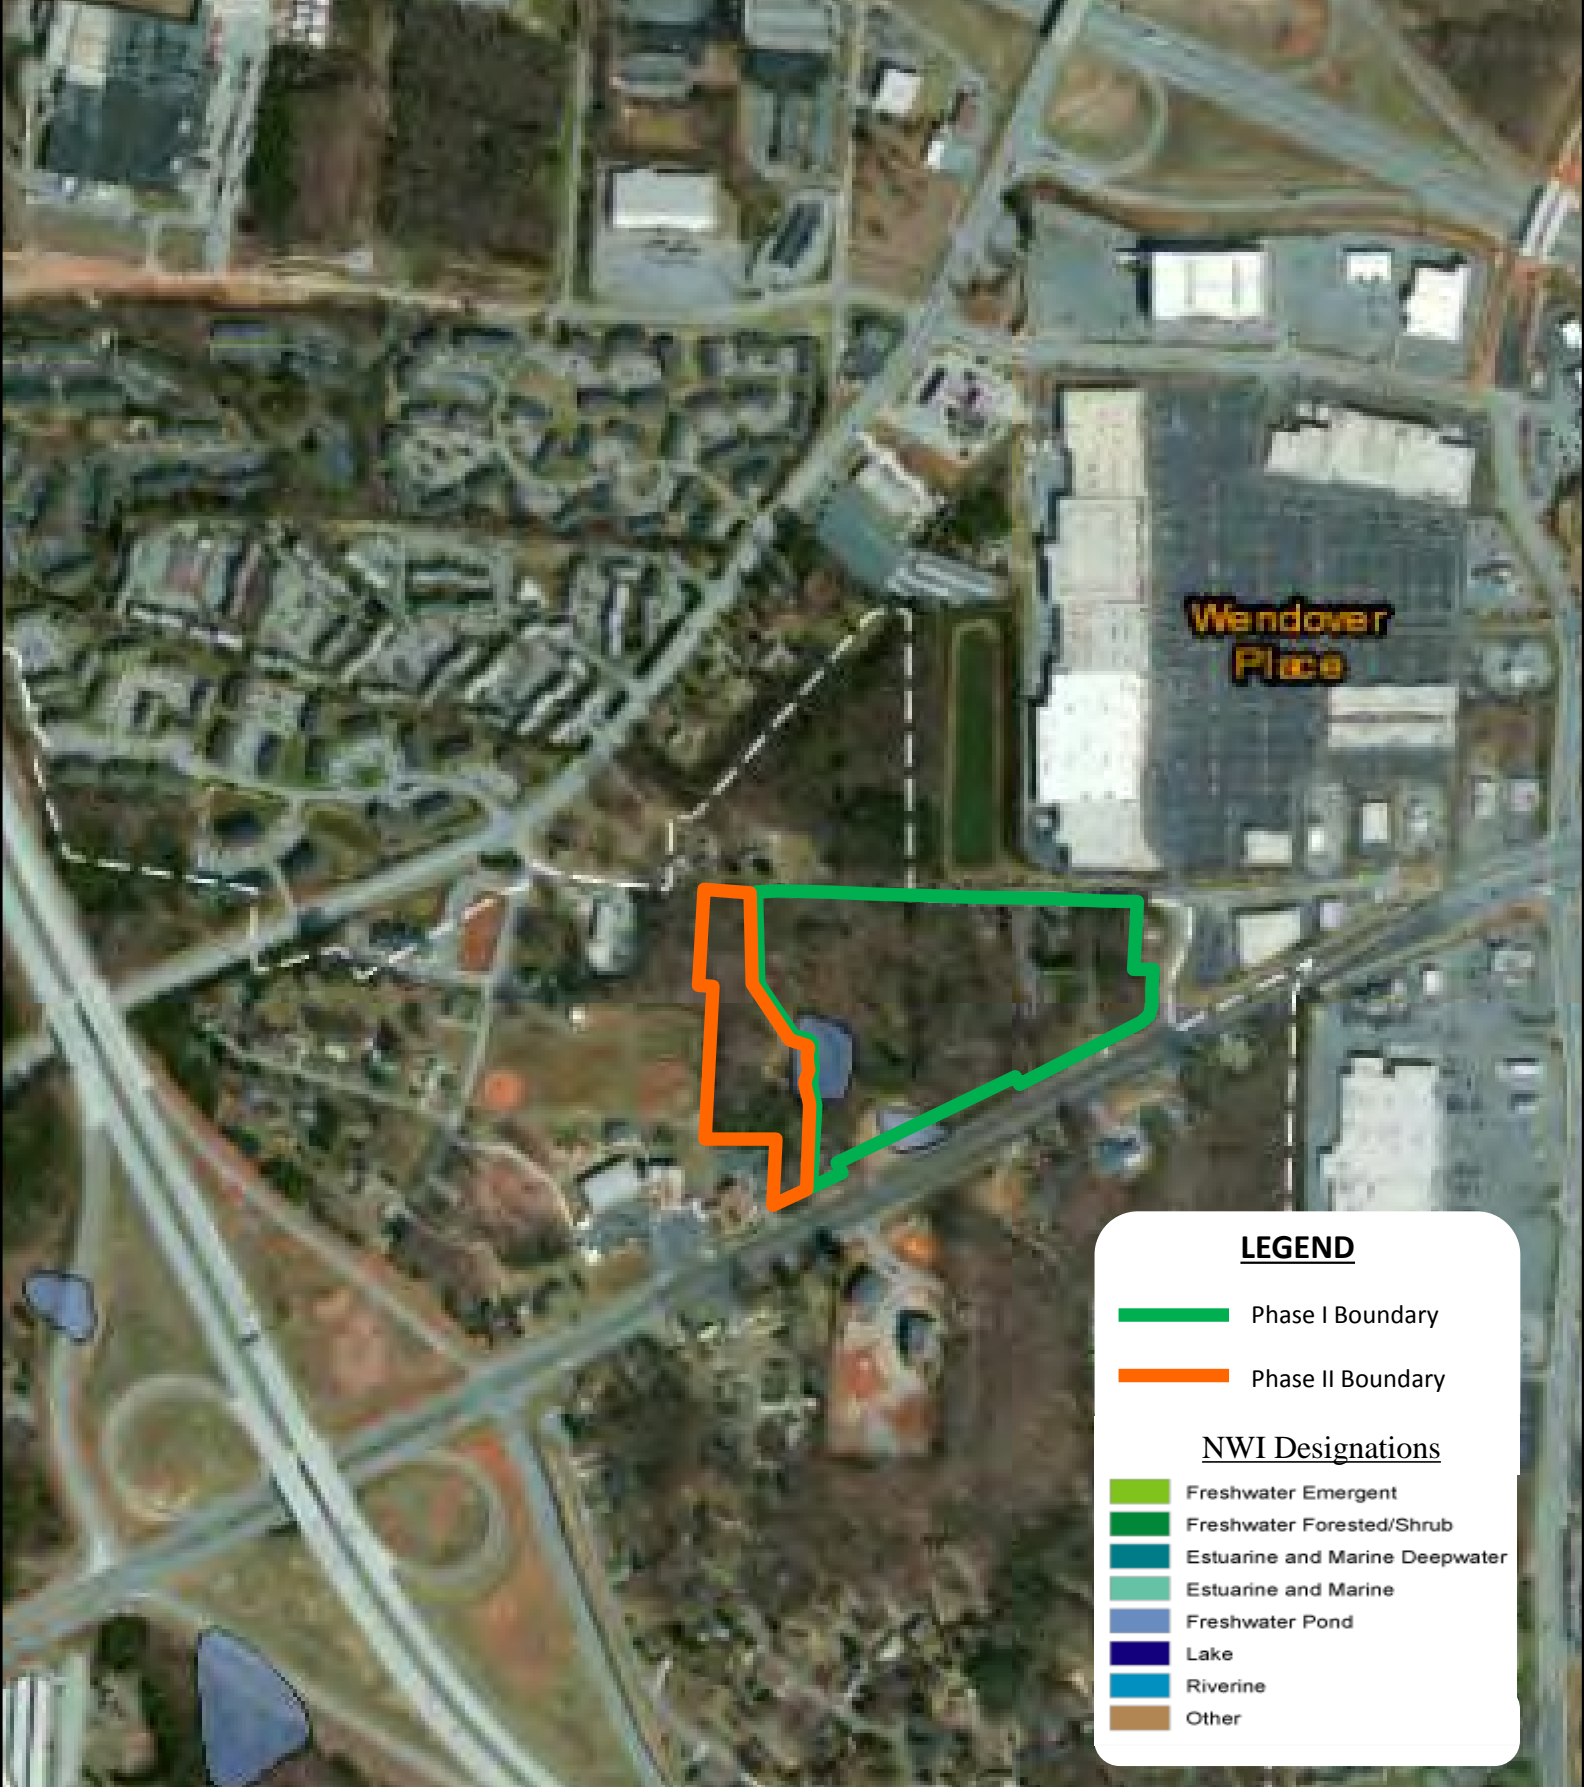 Wendover
Place
LEGEND
Phase I Boundary
Phase II Boundary
NWI Designations
Freshwater Emergent
Freshwater Forested/Shrub
Estuarine and Marine Deepwater
Estuarine and Marine
Freshwater Pond
Lake
Riverine
Other